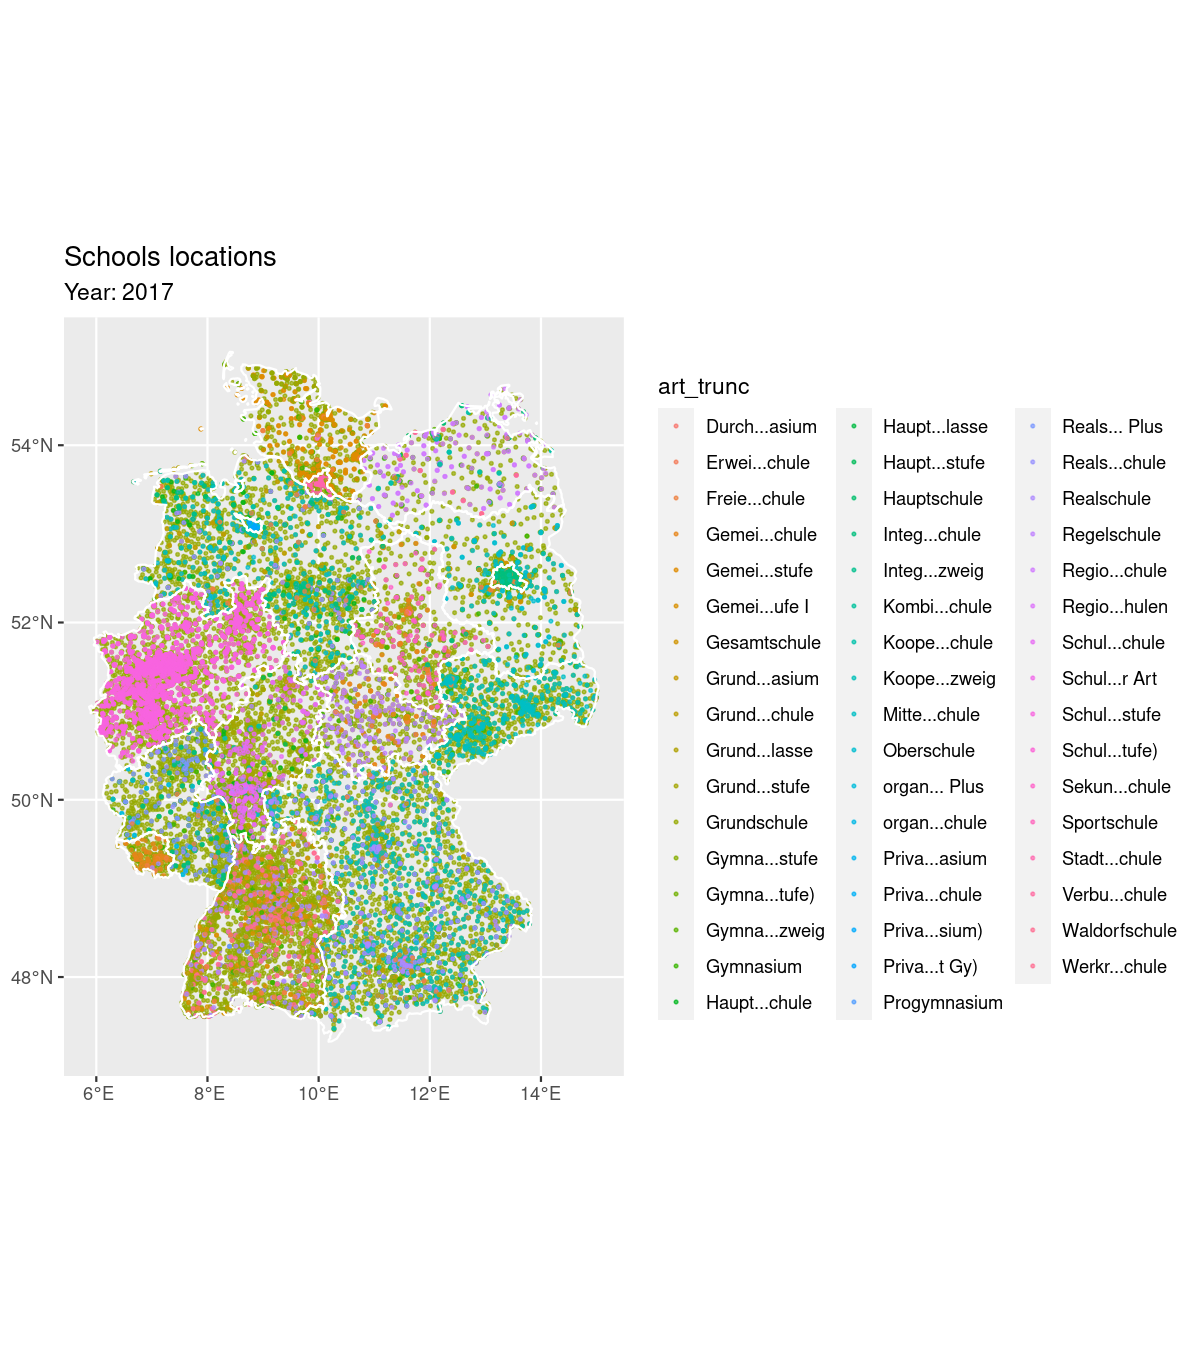 Schools locations
Year: 2017
54°N
52°N
50°N
48°N
6°E
8°E
10°E
12°E
14°E
art_trunc
Durch...asium
Erwei...chule
Freie...chule
Gemei...chule
Gemei...stufe
Gemei...ufe I
Gesamtschule
Grund...asium
Grund...chule
Grund...lasse
Grund...stufe
Grundschule
Gymna...stufe
Gymna...tufe)
Gymna...zweig
Gymnasium
Haupt...chule
Haupt...lasse
Haupt...stufe
Hauptschule
Integ...chule
Integ...zweig
Kombi...chule
Koope...chule
Koope...zweig
Mitte...chule
Oberschule
organ... Plus
organ...chule
Priva...asium
Priva...chule
Priva...sium)
Priva...t Gy)
Progymnasium
Reals... Plus
Reals...chule
Realschule
Regelschule
Regio...chule
Regio...hulen
Schul...chule
Schul...r Art
Schul...stufe
Schul...tufe)
Sekun...chule
Sportschule
Stadt...chule
Verbu...chule
Waldorfschule
Werkr...chule